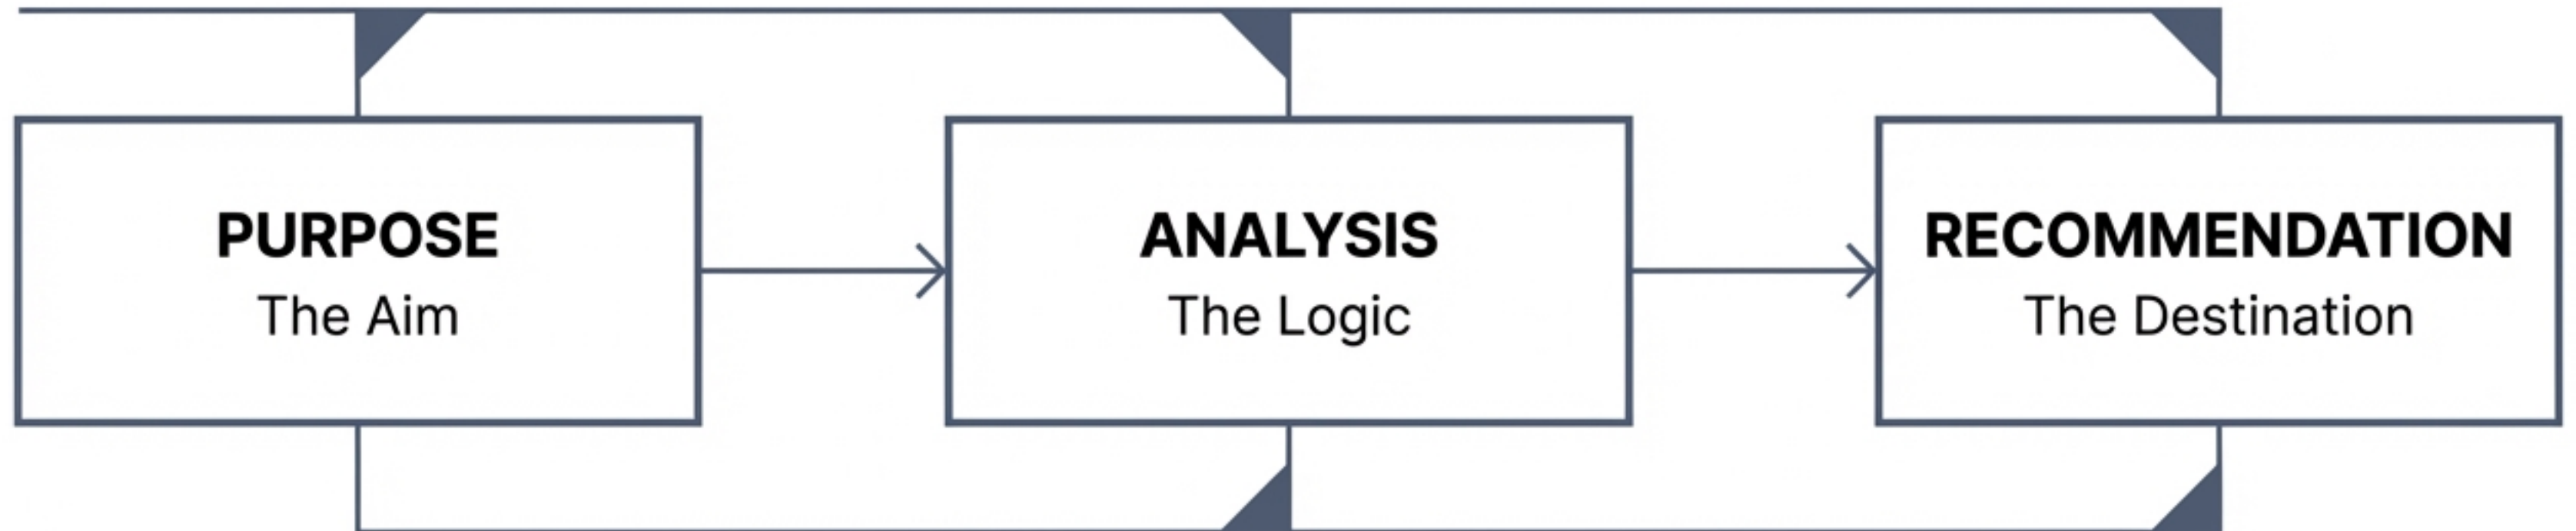 PURPOSE
The Aim
ANALYSIS
The Logic
RECOMMENDATION
The Destination